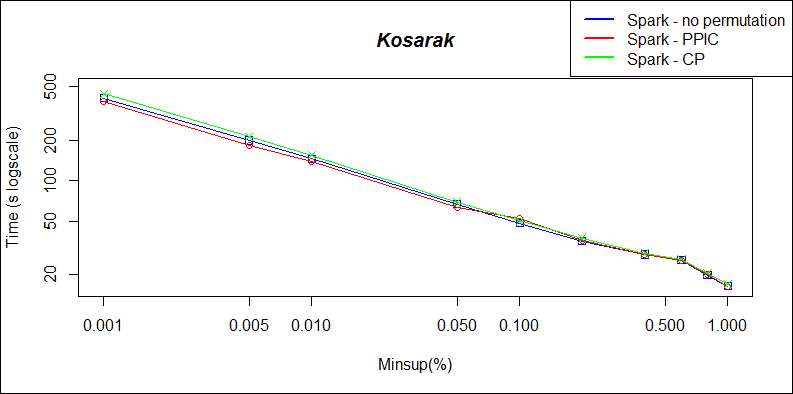 Kosarak
Spark - no permutation
Spark - PPIC
Spark - CP
Time (s logscale)
500
200
100
50
20
0.001 0.005 0.010 0.050 0.100 0.500 1.000
Minsup(%)